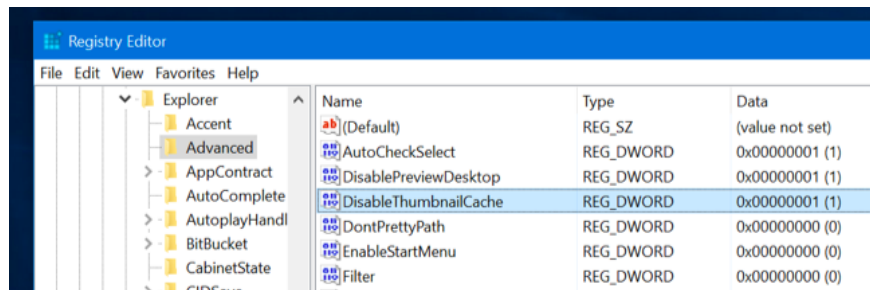 Registry Editor
File Edit View Favorites Help
Explorer
Accent
Advanced
AppContract
AutoComplete
AutoplayHandl
BitBucket
CabinetState
Name Type Data
(Default) REG_SZ (value not set)
AutoCheckSelect REG_DWORD 0x00000001 (1)
DisablePreviewDesktop REG_DWORD 0x00000001 (1)
DisableThumbnailCache REG_DWORD 0x00000001 (1)
DontPrettyPath REG_DWORD 0x00000000 (0)
EnableStartMenu REG_DWORD 0x00000000 (0)
Filter REG_DWORD 0x00000000 (0)